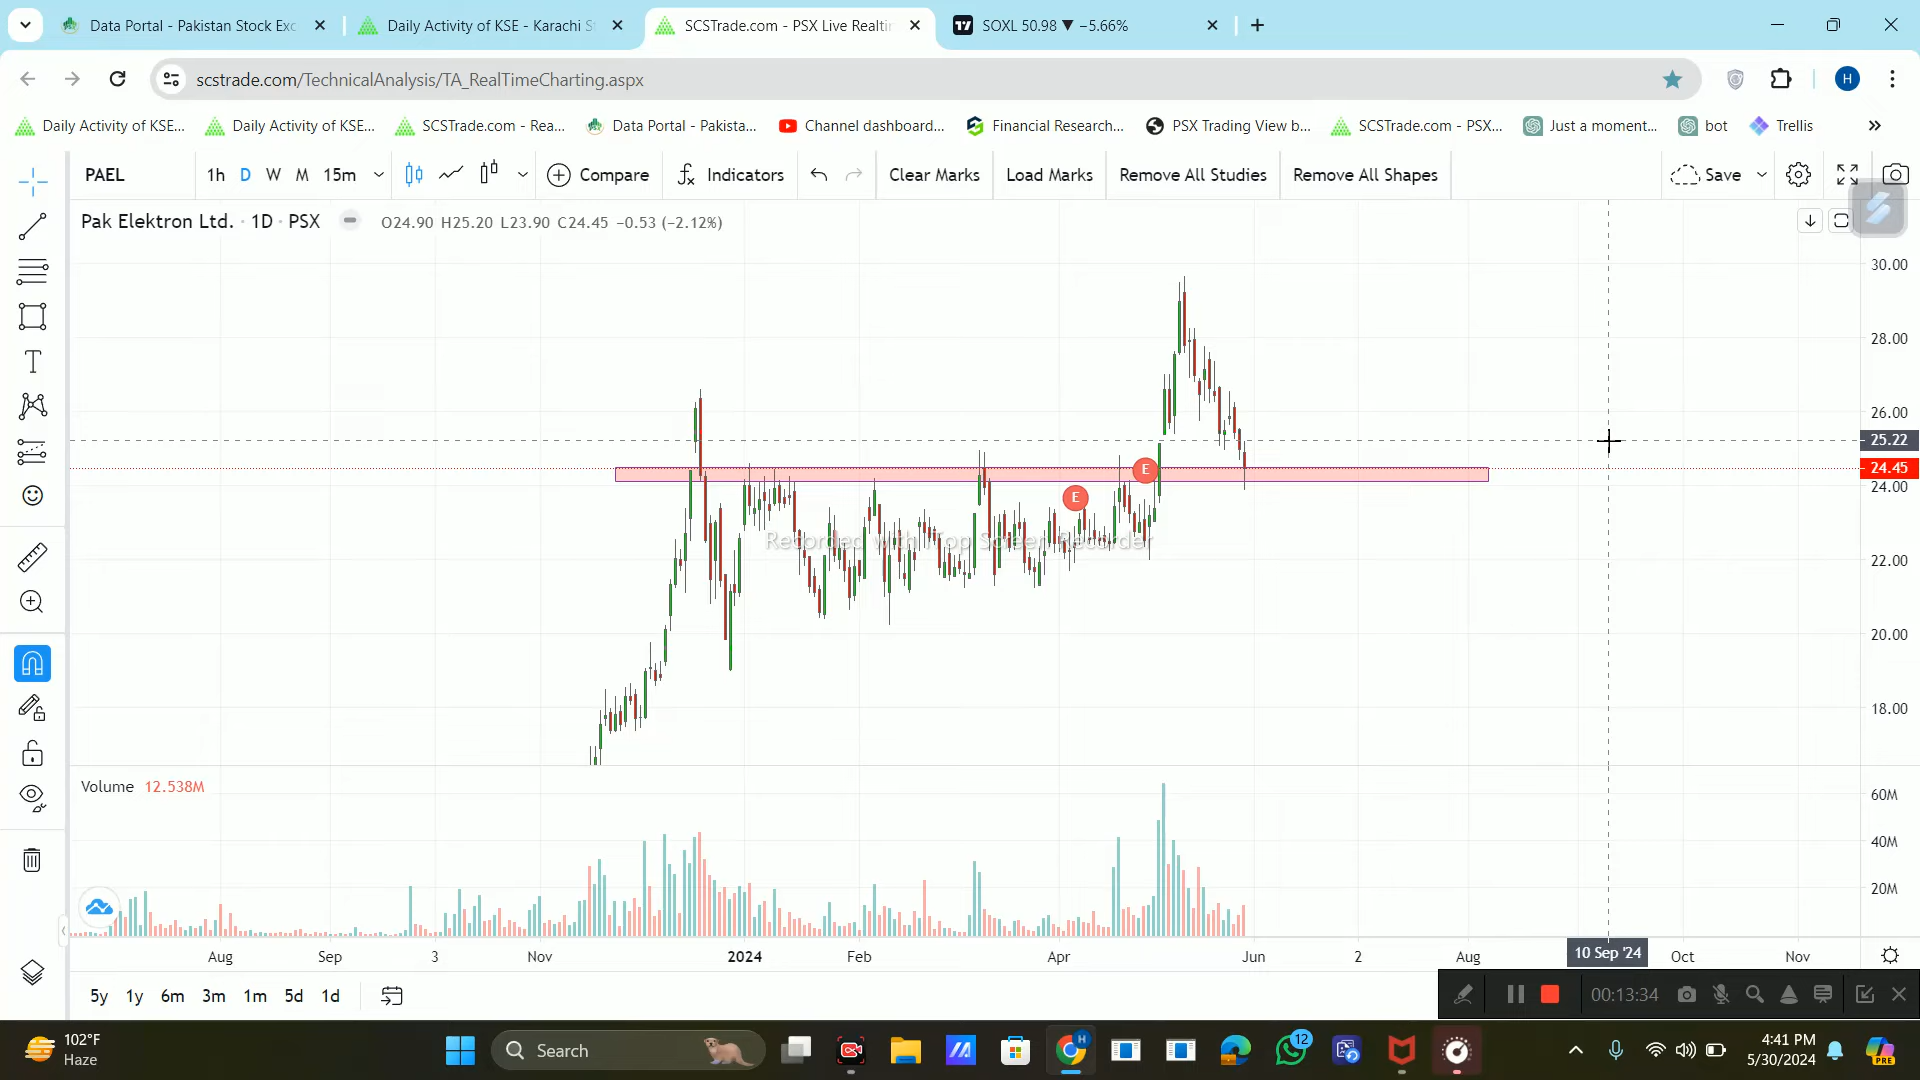 Data Portal - Pakistan Stock Exc
Daily Activity of KSE - Karachi S
SCSTrade.com - PSX Live Realtin
SOXL 50.98 ▼ −5.66%
scstrade.com/TechnicalAnalysis/TA_RealTimeCharting.aspx
H
Daily Activity of KSE...
Daily Activity of KSE...
SCSTrade.com - Rea...
Data Portal - Pakista...
Channel dashboard...
Financial Research...
PSX Trading View b...
SCSTrade.com - PSX...
Just a moment...
bot
Trellis
PAEL
1h D W M 15m
Compare
Indicators
Clear Marks
Load Marks
Remove All Studies
Remove All Shapes
Save
Pak Elektron Ltd. · 1D · PSX
O24.90 H25.20 L23.90 C24.45 −0.53 (−2.12%)
30.00
28.00
26.00
25.22
24.45
24.00
22.00
20.00
18.00
E
E
Recorded with iTop Screen Recorder
Volume 12.538M
60M
40M
20M
Aug Sep 3 Nov 2024 Feb Apr Jun 2 Aug 10 Sep '24 Oct Nov
5y 1y 6m 3m 1m 5d 1d
00:13:34
102°F
Haze
Search
H
12
4:41 PM
5/30/2024
PRE